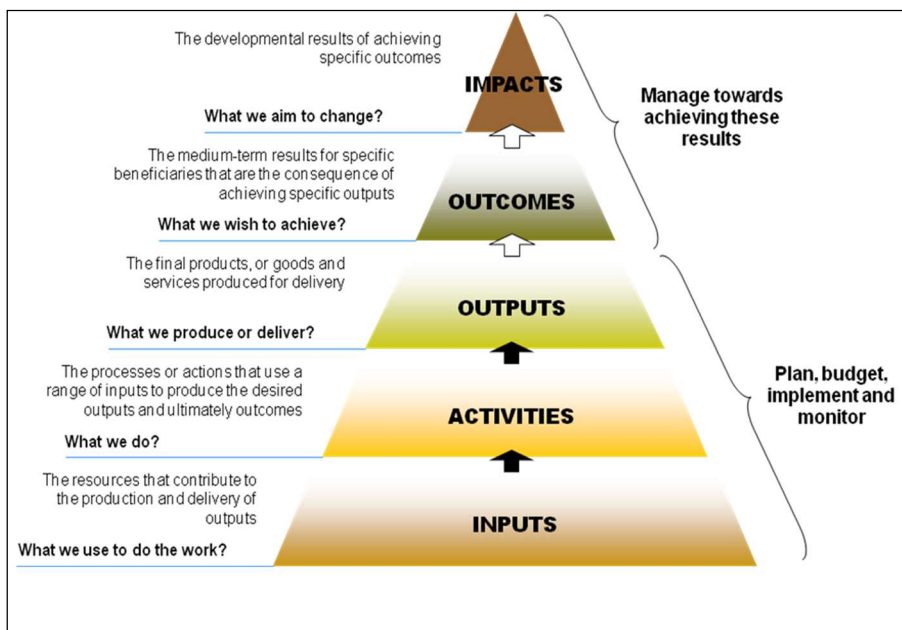 The developmental results of achieving
specific outcomes
IMPACTS
What we aim to change?
Manage towards
achieving these
results
The medium-term results for specific
beneficiaries that are the consequence of
achieving specific outputs
OUTCOMES
What we wish to achieve?
The final products, or goods and
services produced for delivery
OUTPUTS
What we produce or deliver?
The processes or actions that use a
range of inputs to produce the desired
outputs and ultimately outcomes
ACTIVITIES
What we do?
Plan, budget,
implement and
monitor
The resources that contribute to
the production and delivery of
outputs
INPUTS
What we use to do the work?